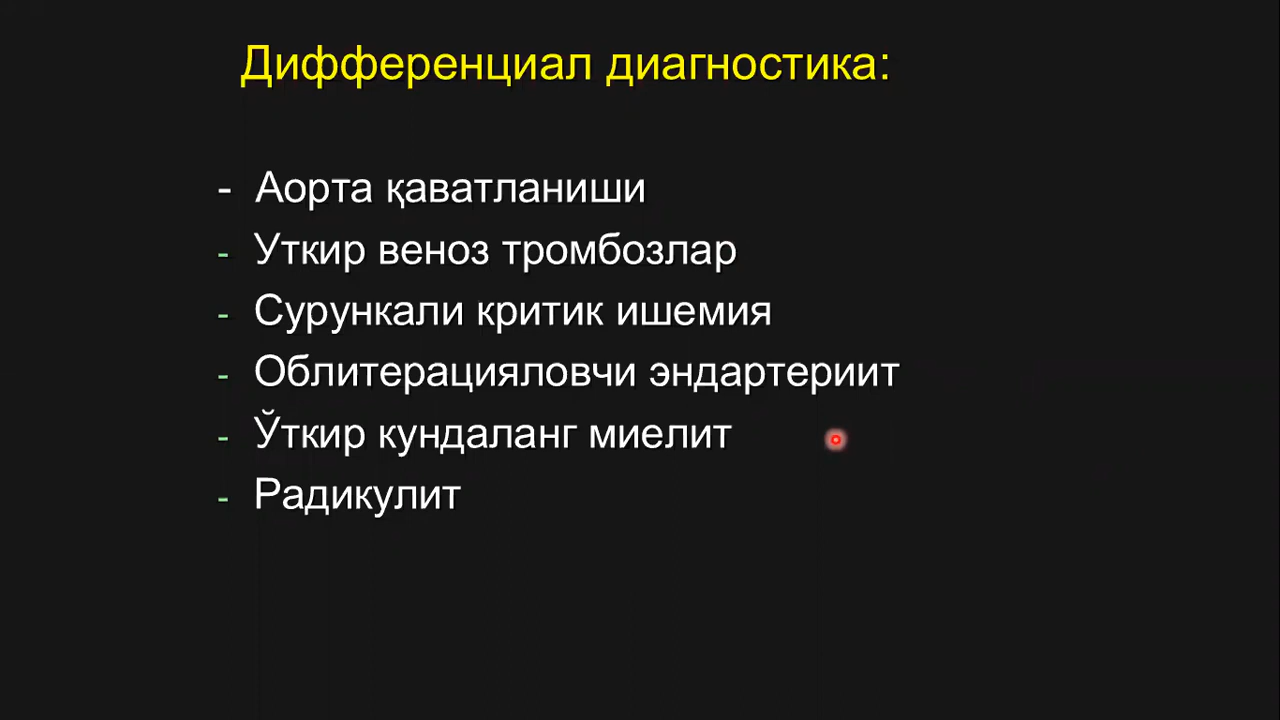 Дифференциал диагностика:
- Аорта қаватланиши
- Уткир веноз тромбозлар
- Сурункали критик ишемия
- Облитерацияловчи эндартериит
- Ўткир кундаланг миелит
- Радикулит